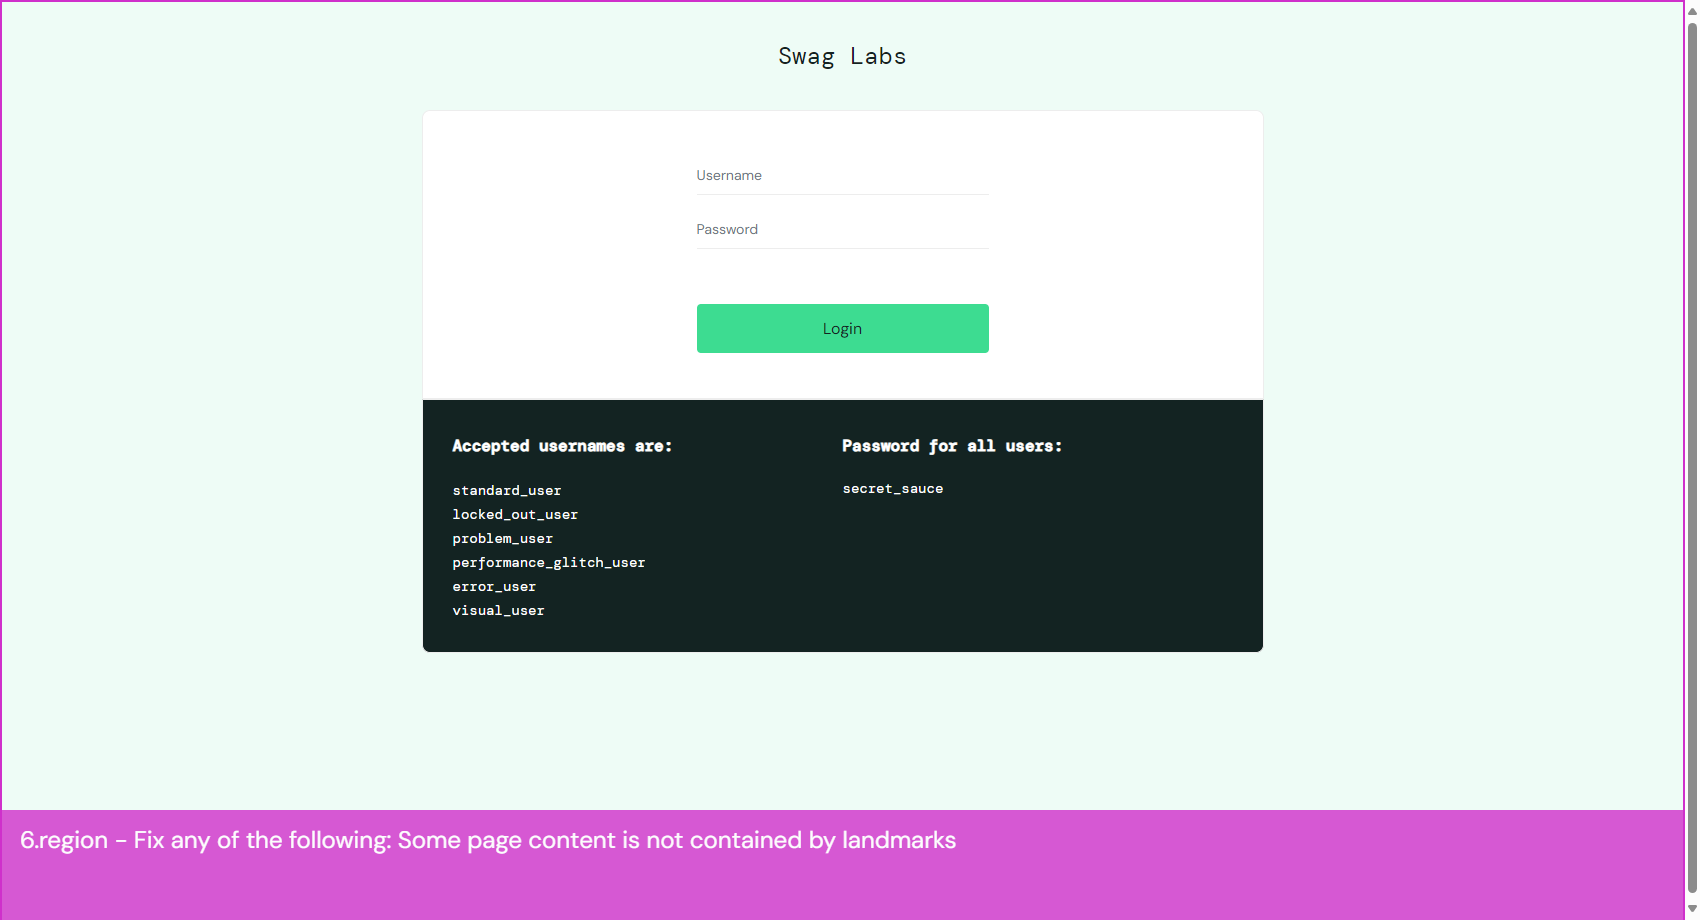 Swag Labs
Username
Password
Login
Accepted usernames are:
standard_user
locked_out_user
problem_user
performance_glitch_user
error_user
visual_user
Password for all users:
secret_sauce
6.region - Fix any of the following: Some page content is not contained by landmarks